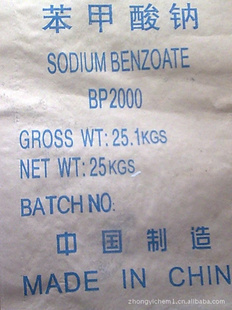 苯甲酸钠
SODIUM BENZOATE
BP2000
GROSS WT: 25.1KGS
NET WT: 25KGS
BATCH NO:
中国制造
MADE IN CHIN
zhongyichem1.cn.alibaba.com